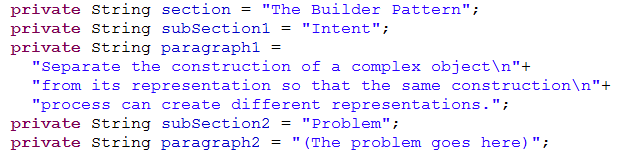 private String section = "The Builder Pattern";
private String subSection1 = "Intent";
private String paragraph1 =
"Separate the construction of a complex object\n"+
"from its representation so that the same construction\n"+
"process can create different representations.";
private String subSection2 = "Problem";
private String paragraph2 = "(The problem goes here)";